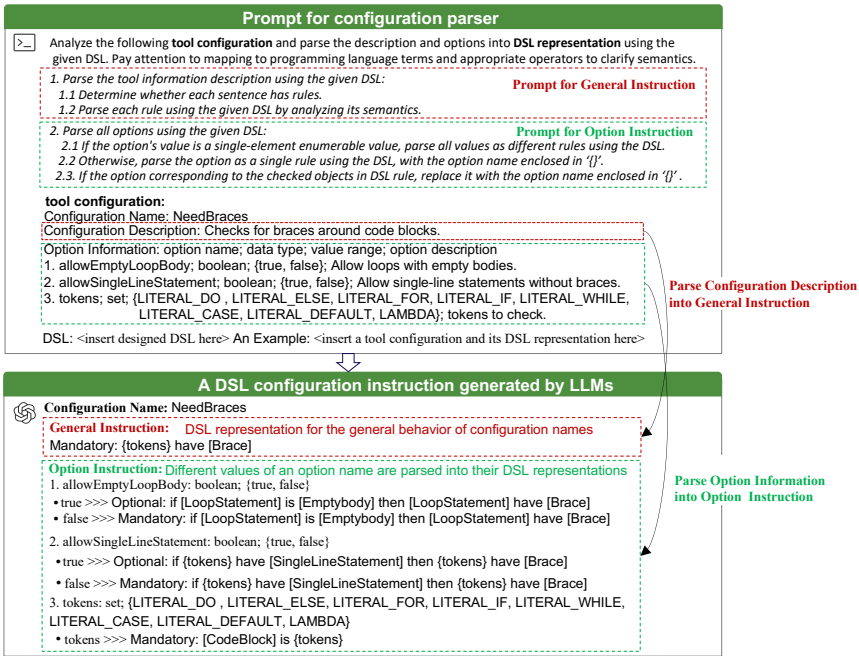 Prompt for configuration parser
>_
Analyze the following tool configuration and parse the description and options into DSL representation using the
given DSL. Pay attention to mapping to programming language terms and appropriate operators to clarify semantics.
1. Parse the tool information description using the given DSL:
Prompt for General Instruction
1.1 Determine whether each sentence has rules.
1.2 Parse each rule using the given DSL by analyzing its semantics.
2. Parse all options using the given DSL:
Prompt for Option Instruction
2.1 If the option's value is a single-element enumerable value, parse all values as different rules using the DSL.
2.2 Otherwise, parse the option as a single rule using the DSL, with the option name enclosed in '{}'.
2.3. If the option corresponding to the checked objects in DSL rule, replace it with the option name enclosed in '{}' .
tool configuration:
Configuration Name: NeedBraces
Configuration Description: Checks for braces around code blocks.
Option Information: option name; data type; value range; option description
1. allowEmptyLoopBody; boolean; {true, false}; Allow loops with empty bodies.
2. allowSingleLineStatement; boolean; {true, false}; Allow single-line statements without braces.
3. tokens; set; {LITERAL_DO , LITERAL_ELSE, LITERAL_FOR, LITERAL_IF, LITERAL_WHILE,
LITERAL_CASE, LITERAL_DEFAULT, LAMBDA}; tokens to check.
DSL: <insert designed DSL here> An Example: <insert a tool configuration and its DSL representation here>
Parse Configuration Description
into General Instruction
A DSL configuration instruction generated by LLMs
Configuration Name: NeedBraces
General Instruction: DSL representation for the general behavior of configuration names
Mandatory: {tokens} have [Brace]
Option Instruction: Different values of an option name are parsed into their DSL representations
1. allowEmptyLoopBody: boolean; {true, false}
• true >>> Optional: if [LoopStatement] is [Emptybody] then [LoopStatement] have [Brace]
• false >>> Mandatory: if [LoopStatement] is [Emptybody] then [LoopStatement] have [Brace]
2. allowSingleLineStatement: boolean; {true, false}
• true >>> Optional: if {tokens} have [SingleLineStatement] then {tokens} have [Brace]
• false >>> Mandatory: if {tokens} have [SingleLineStatement] then {tokens} have [Brace]
3. tokens: set; {LITERAL_DO , LITERAL_ELSE, LITERAL_FOR, LITERAL_IF, LITERAL_WHILE,
LITERAL_CASE, LITERAL_DEFAULT, LAMBDA}
• tokens >>> Mandatory: [CodeBlock] is {tokens}
Parse Option Information
into Option Instruction